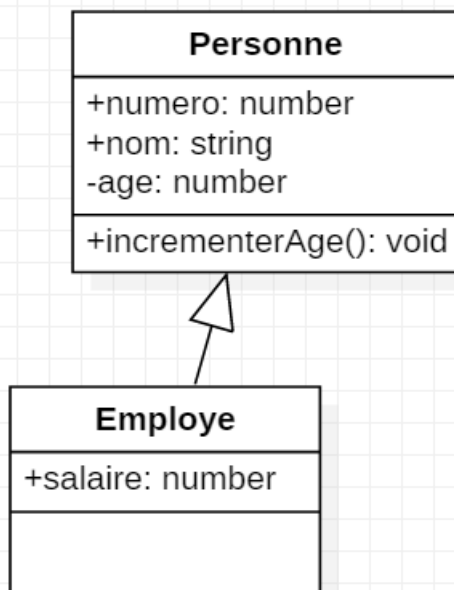 Personne
+numero: number
+nom: string
-age: number
+incrementerAge(): void
Employe
+salaire: number